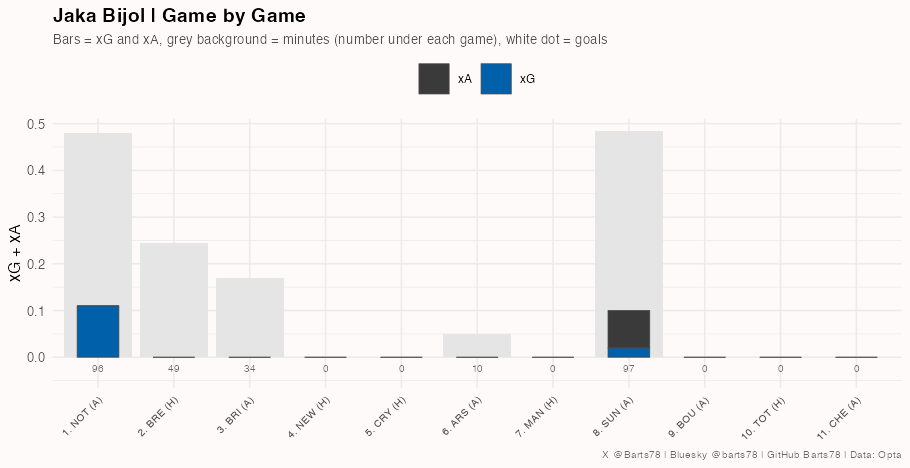 Jaka Bijol | Game by Game
Bars = xG and xA, grey background = minutes (number under each game), white dot = goals
xA xG
xG + xA
0.5
0.4
0.3
0.2
0.1
0.0
96 49 34 0 0 10 0 97 0 0 0
1. NOT (A) 2. BRE (H) 3. BRI (A) 4. NEW (H) 5. CRY (H) 6. ARS (A) 7. MAN (H) 8. SUN (A) 9. BOU (A) 10. TOT (H) 11. CHE (A)
X @Barts78 | Bluesky @barts78 | GitHub Barts78 | Data: Opta